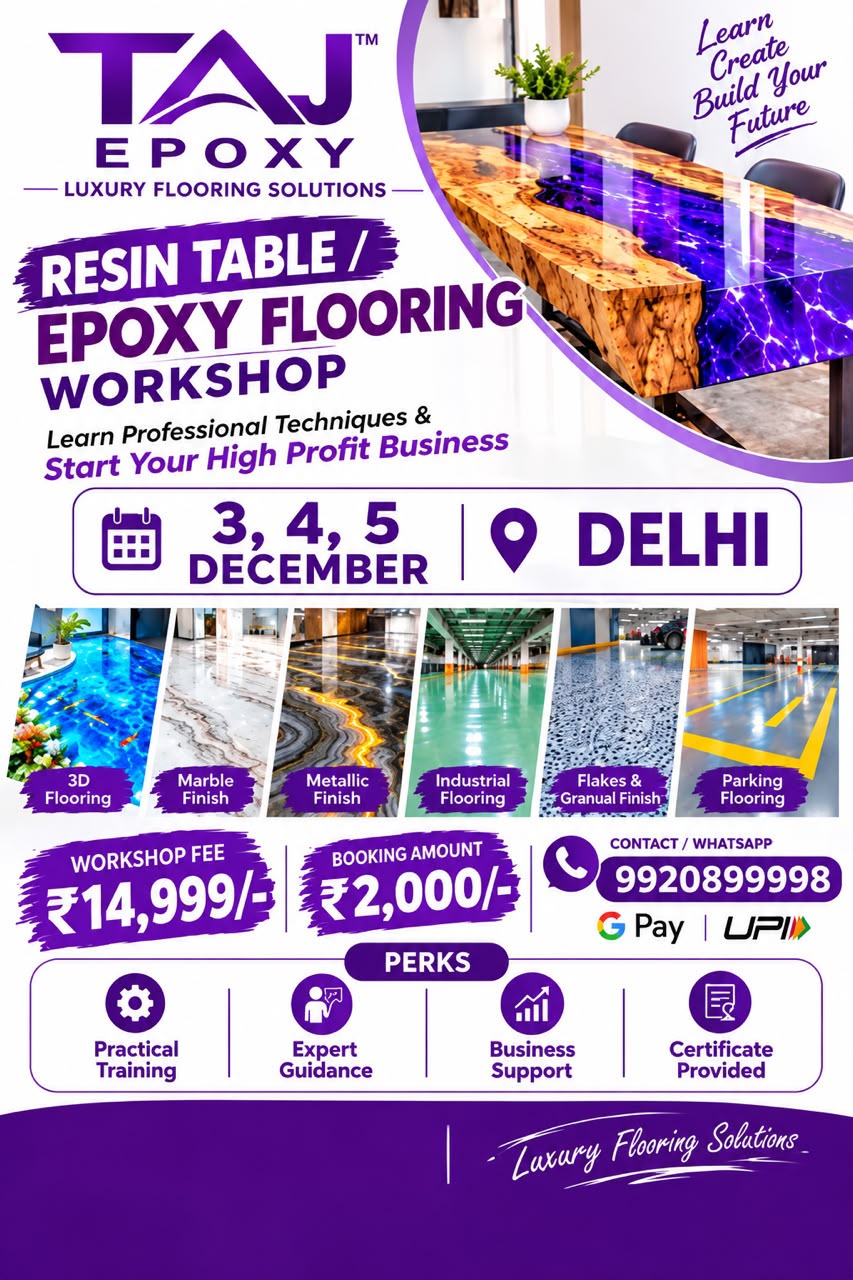 TAJ™
EPOXY
LUXURY FLOORING SOLUTIONS
Learn
Create
Build Your
Future
RESIN TABLE /
EPOXY FLOORING
WORKSHOP
Learn Professional Techniques &
Start Your High Profit Business
3, 4, 5
DECEMBER
DELHI
3D
Flooring
Marble
Finish
Metallic
Finish
Industrial
Flooring
Flakes &
Granual Finish
Parking
Flooring
WORKSHOP FEE
₹14,999/-
BOOKING AMOUNT
₹2,000/-
CONTACT / WHATSAPP
9920899998
G Pay | UPI
PERKS
Practical
Training
Expert
Guidance
Business
Support
Certificate
Provided
Luxury Flooring Solutions